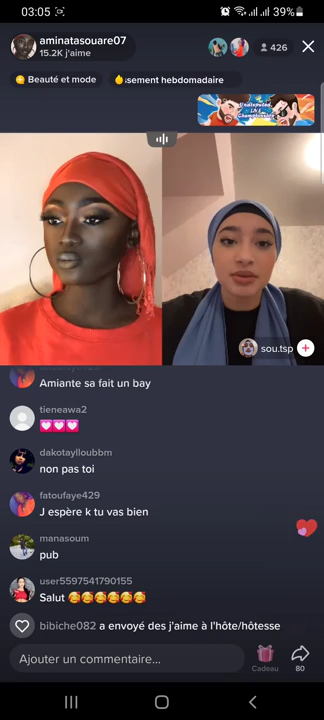 03:05
39%
aminatasouare07
15.2K j'aime
426
Beauté et mode
ssement hebdomadaire
sou.tsp
Amiante sa fait un bay
tieneawa2
💟💟💟
dakotaylloubbm
non pas toi
fatoufaye429
J espère k tu vas bien
manasoum
pub
user5597541790155
Salut 🥰🥰🥰🥰🥰🥰
bibiche082 a envoyé des j'aime à l'hôte/hôtesse
Ajouter un commentaire...
Cadeau
80